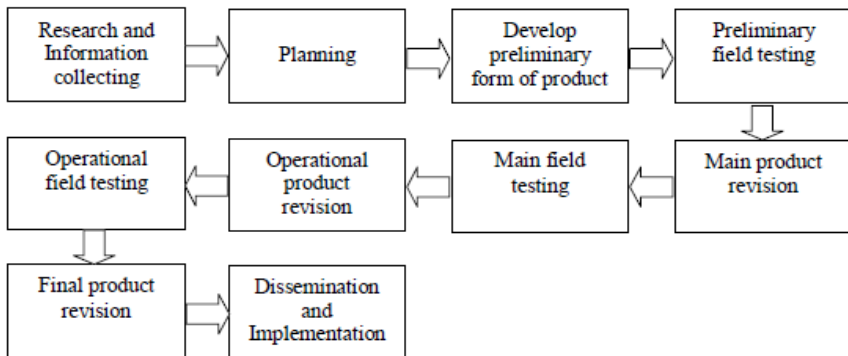 Research and
Information
collecting
Planning
Develop
preliminary
form of product
Preliminary
field testing
Main product
revision
Main field
testing
Operational
product
revision
Operational
field testing
Final product
revision
Dissemination
and
Implementation